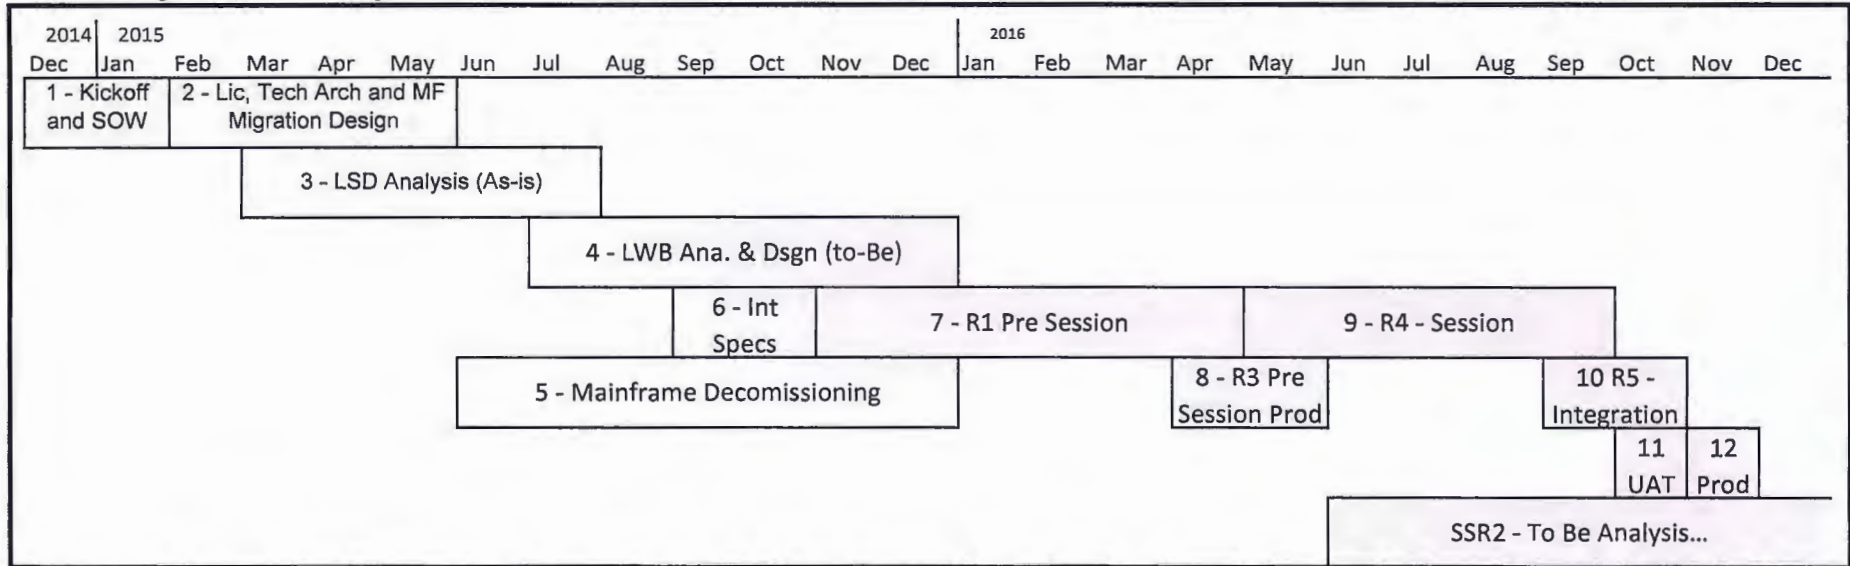 2014 2015 2016
Dec Jan Feb Mar Apr May Jun Jul Aug Sep Oct Nov Dec Jan Feb Mar Apr May Jun Jul Aug Sep Oct Nov Dec
1 - Kickoff
and SOW
2 - Lic, Tech Arch and MF
Migration Design
3 - LSD Analysis (As-is)
4 - LWB Ana. & Dsgn (to-Be)
6 - Int
Specs
7 - R1 Pre Session
9 - R4 - Session
5 - Mainframe Decomissioning
8 - R3 Pre
Session Prod
10 R5 -
Integration
11
UAT
12
Prod
SSR2 - To Be Analysis...